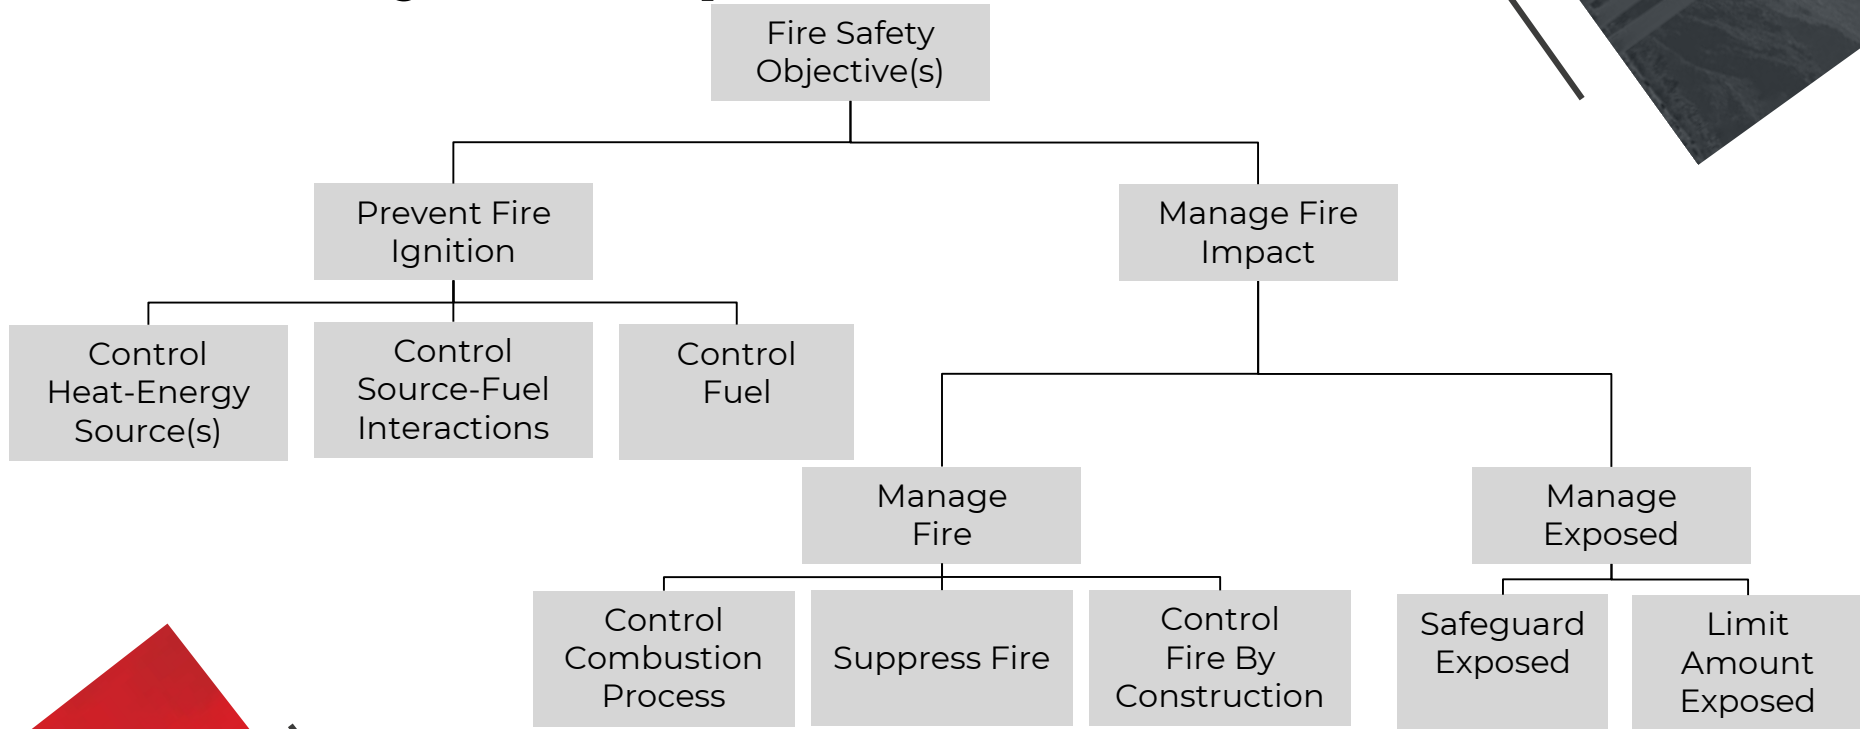 Fire Safety
Objective(s)
Prevent Fire
Ignition
Manage Fire
Impact
Control
Heat-Energy
Source(s)
Control
Source-Fuel
Interactions
Control
Fuel
Manage
Fire
Manage
Exposed
Control
Combustion
Process
Suppress Fire
Control
Fire By
Construction
Safeguard
Exposed
Limit
Amount
Exposed